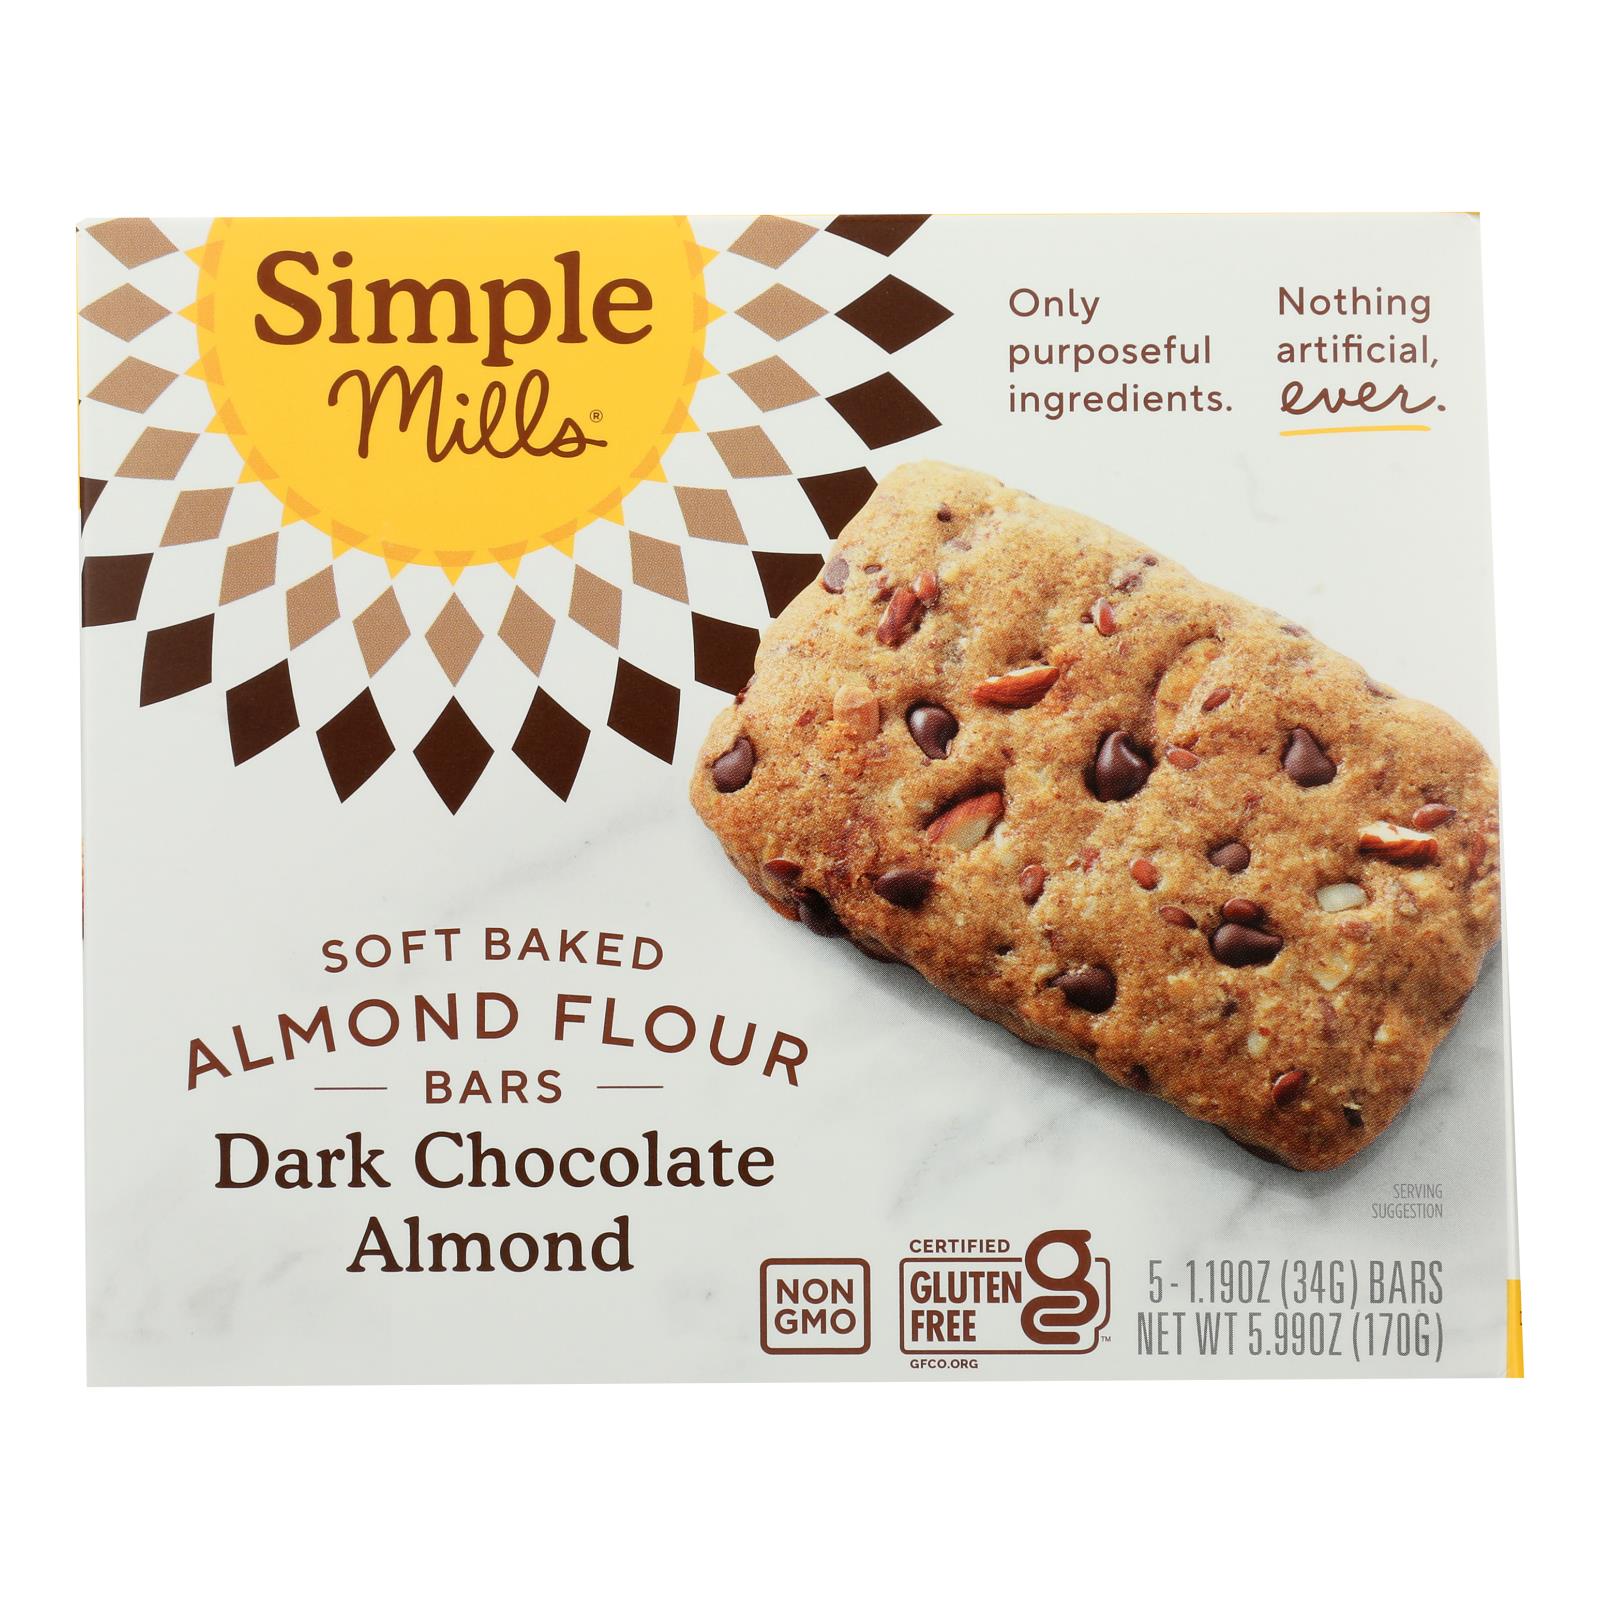 Simple
Mills®
Only
purposeful
ingredients.
Nothing
artificial,
ever.
SOFT BAKED
ALMOND FLOUR
BARS
Dark Chocolate
Almond
NON
GMO
CERTIFIED
GLUTEN
FREE
g
™
GFCO.ORG
SERVING
SUGGESTION
5-1.19OZ (34G) BARS
NET WT 5.99OZ (170G)